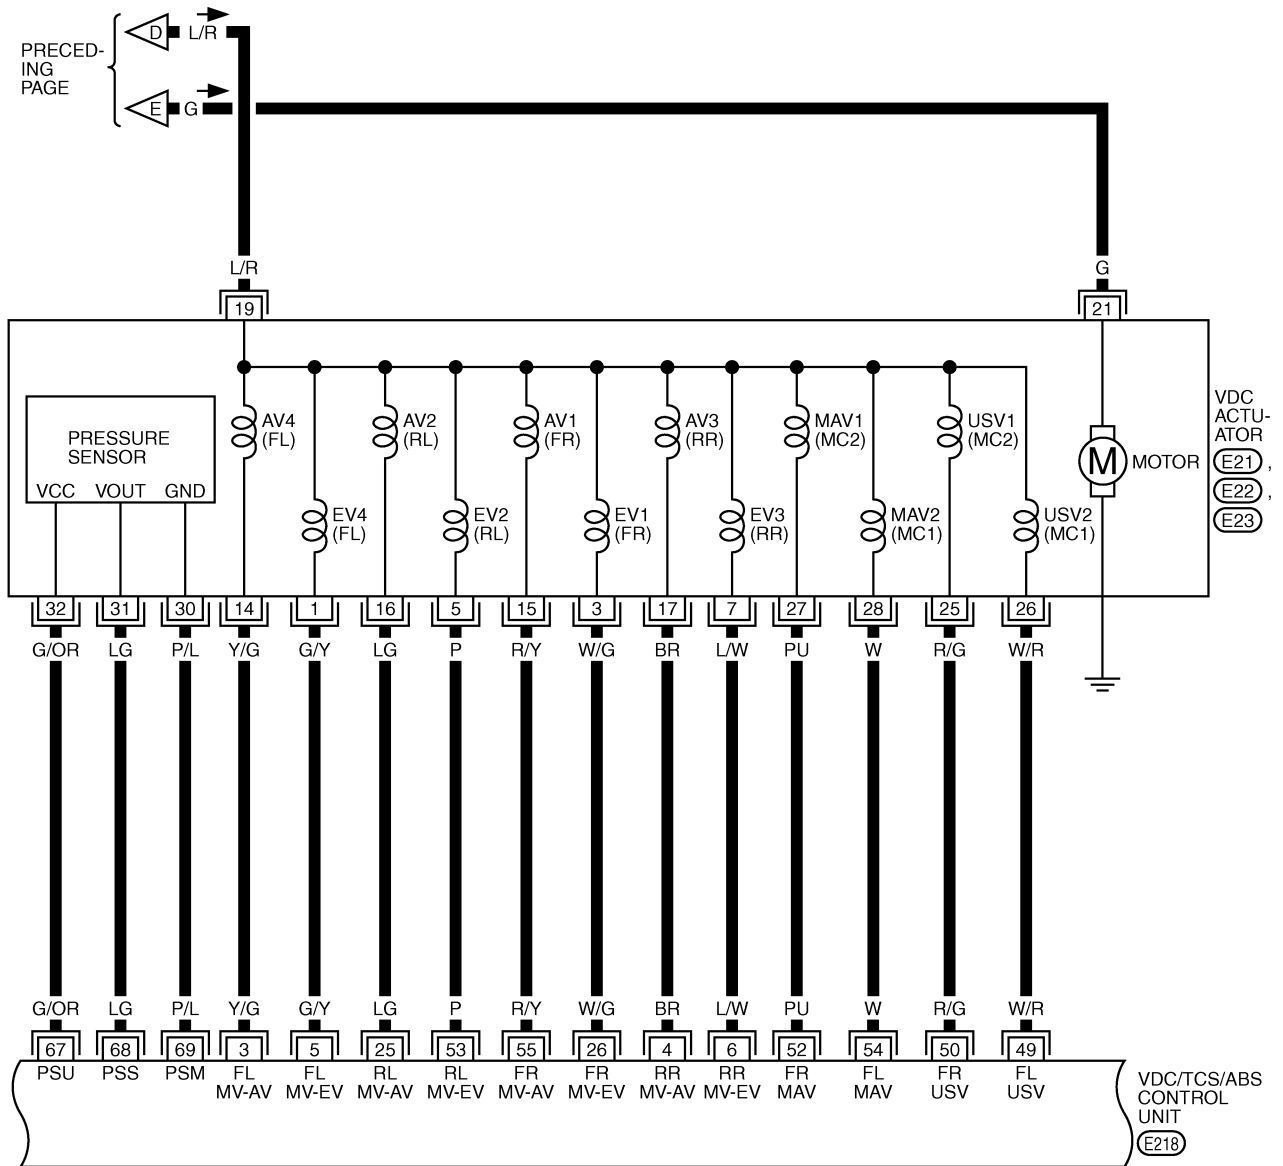 PRECED-
ING
PAGE
D L/R
E G
L/R G
19 21
PRESSURE
SENSOR
VCC VOUT GND
AV4
(FL)
AV2
(RL)
AV1
(FR)
AV3
(RR)
MAV1
(MC2)
USV1
(MC2)
EV4
(FL)
EV2
(RL)
EV1
(FR)
EV3
(RR)
MAV2
(MC1)
USV2
(MC1)
M MOTOR
VDC
ACTU-
ATOR
E21 ,
E22 ,
E23
32 31 30 14 1 16 5 15 3 17 7 27 28 25 26
G/OR LG P/L Y/G G/Y LG P R/Y W/G BR L/W PU W R/G W/R
G/OR LG P/L Y/G G/Y LG P R/Y W/G BR L/W PU W R/G W/R
67 68 69 3 5 25 53 55 26 4 6 52 54 50 49
PSU PSS PSM FL FL RL RL FR FR RR RR FR FL FR FL
MV-AV MV-EV MV-AV MV-EV MV-AV MV-EV MV-AV MV-EV MAV MAV USV USV
VDC/TCS/ABS
CONTROL
UNIT
E218